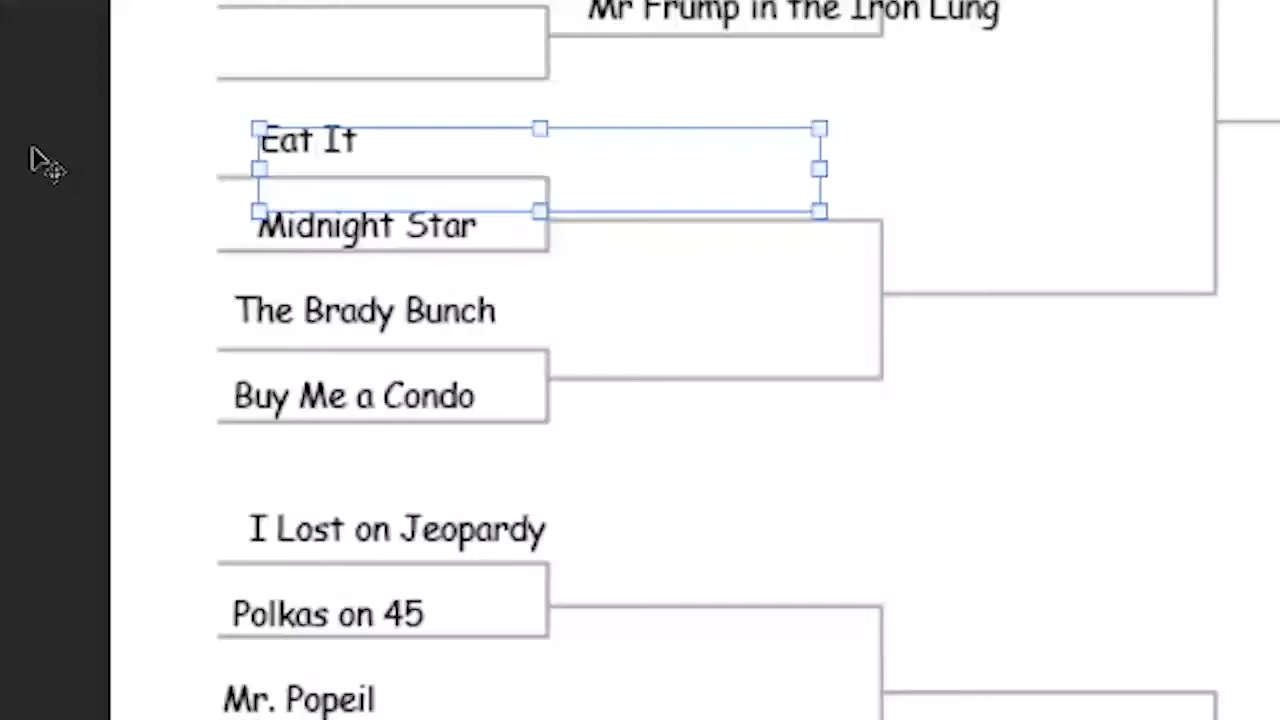 Mr Frump in the Iron Lung
Eat It
Midnight Star
The Brady Bunch
Buy Me a Condo
I Lost on Jeopardy
Polkas on 45
Mr. Popeil